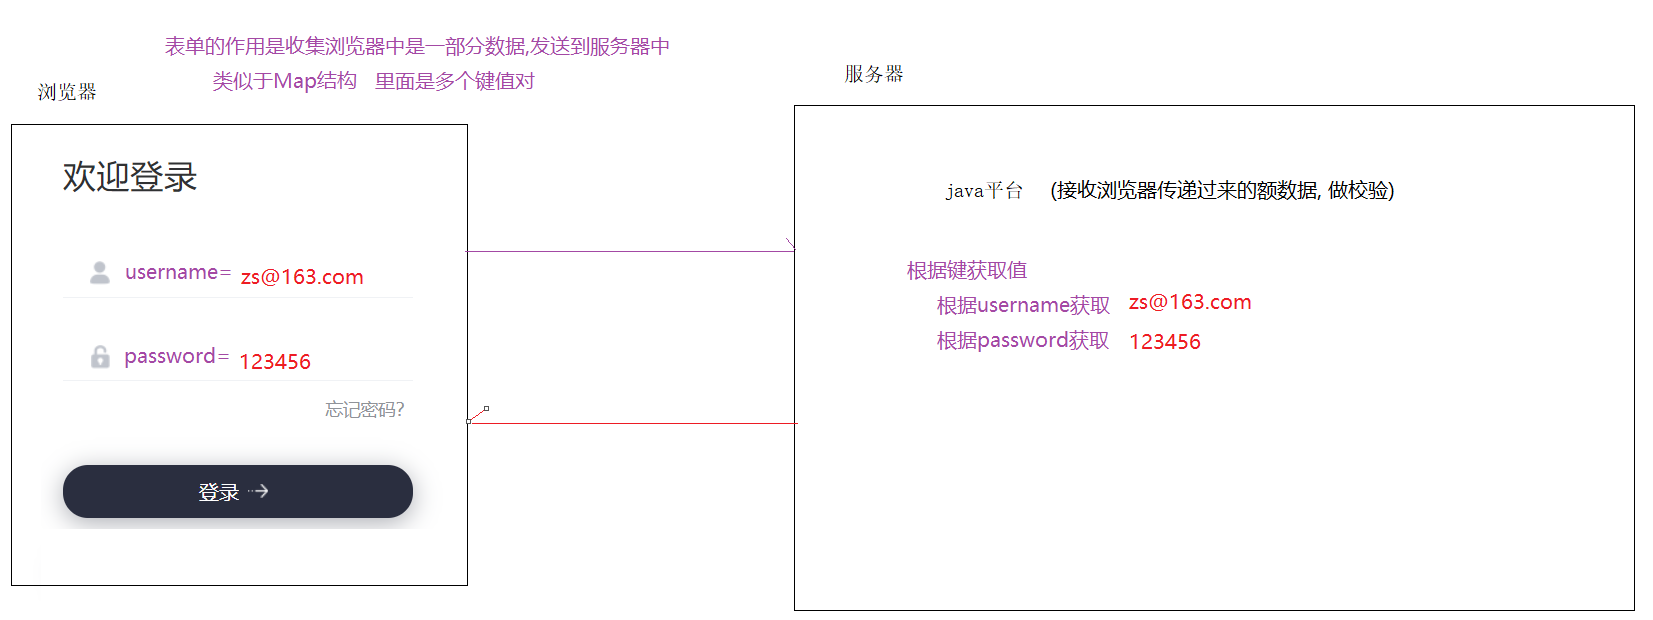 表单的作用是收集浏览器中是一部分数据,发送到服务器中
类似于Map结构 里面是多个键值对
浏览器
欢迎登录
username= zs@163.com
password= 123456
忘记密码?
登录
服务器
java平台 (接收浏览器传递过来的额数据, 做校验)
根据键获取值
根据username获取 zs@163.com
根据password获取 123456